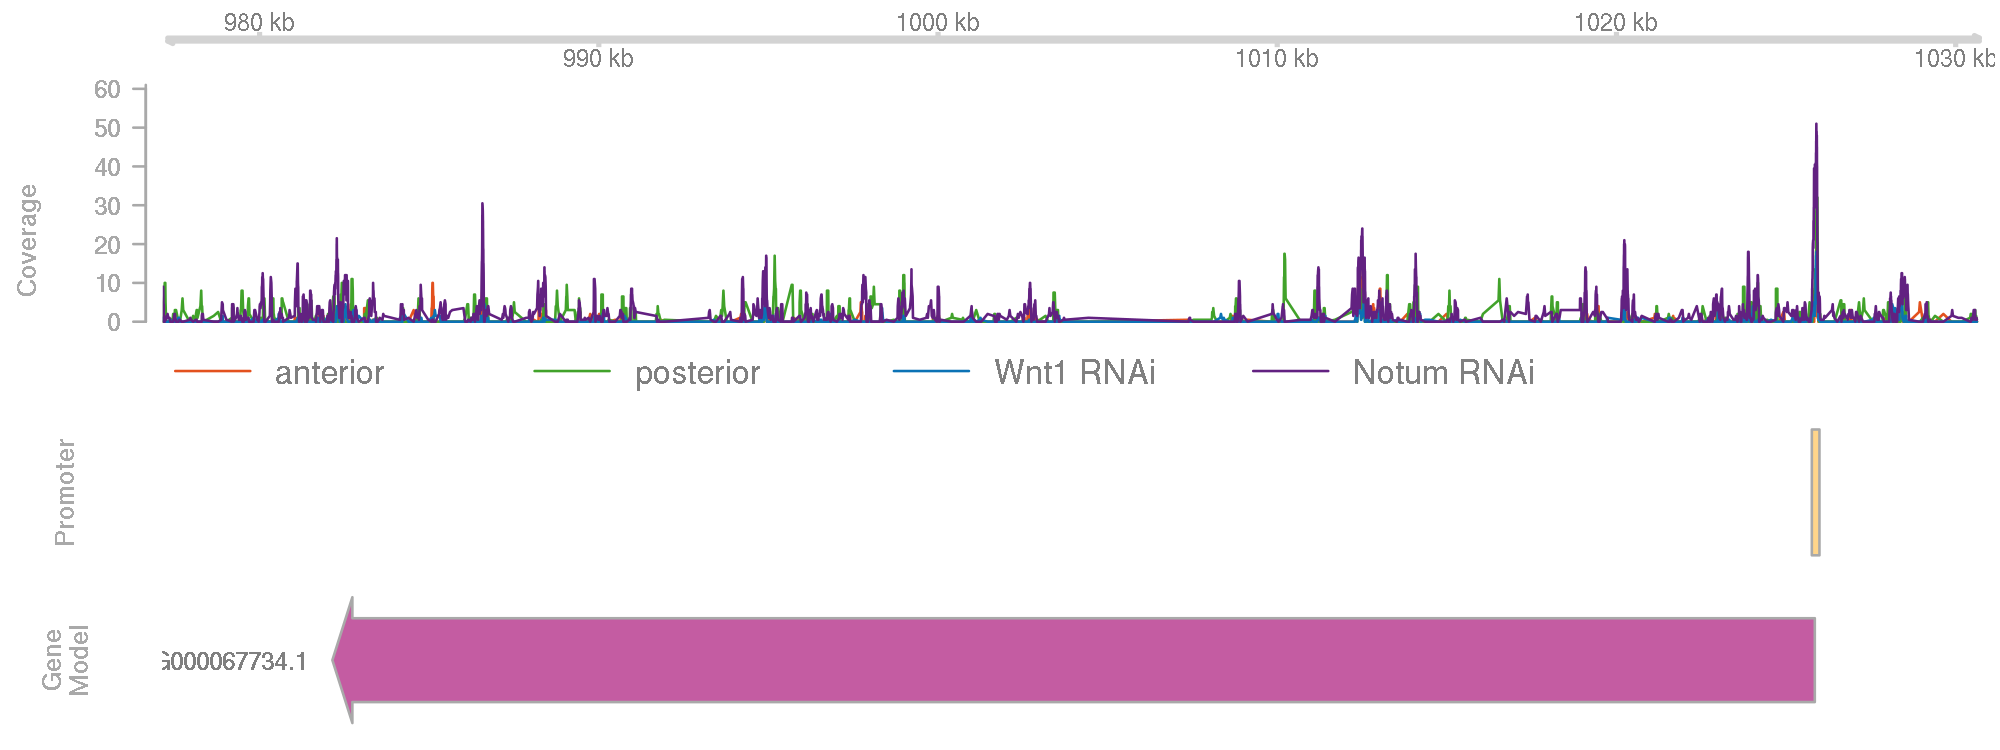 980 kb
1000 kb
1020 kb
990 kb
1010 kb
1030 kb
60
50
40
30
20
10
0
Coverage
anterior
posterior
Wnt1 RNAi
Notum RNAi
Promoter
Gene
Model
G000067734.1